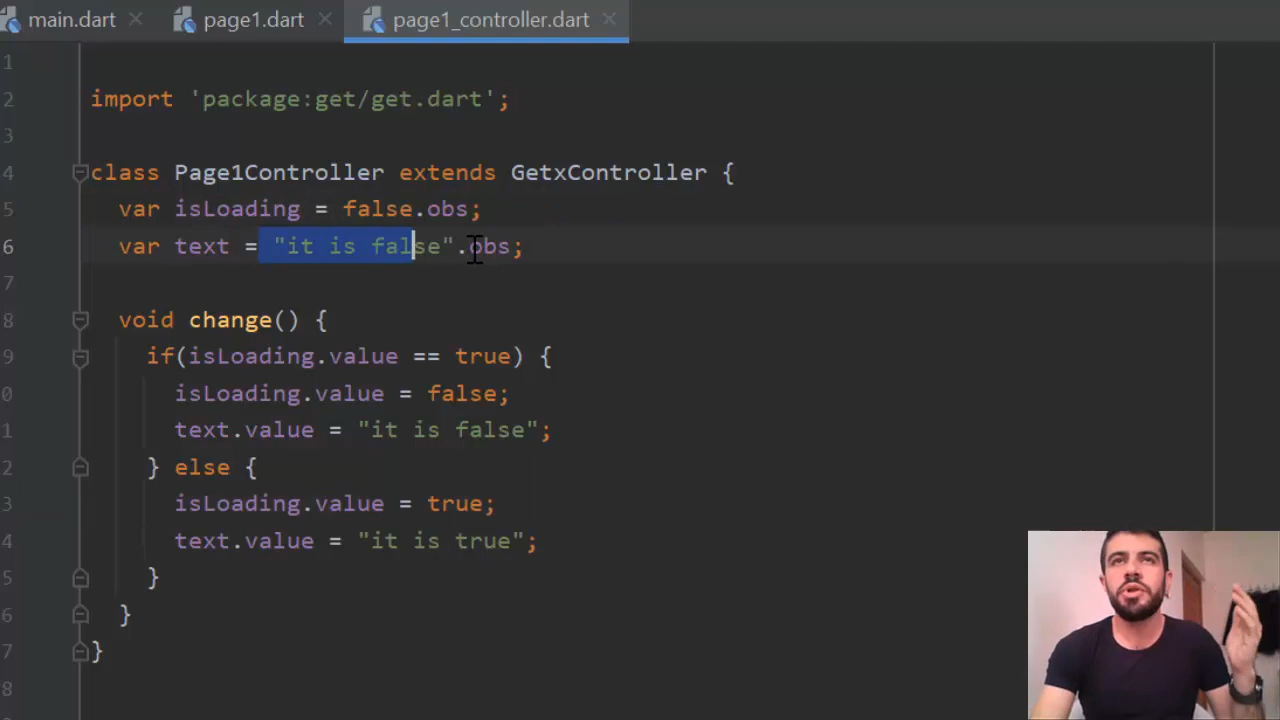 main.dart page1.dart page1_controller.dart
1
2 import 'package:get/get.dart';
3
4 class Page1Controller extends GetxController {
5 var isLoading = false.obs;
6 var text = "it is false".obs;
7
8 void change() {
9 if(isLoading.value == true) {
0 isLoading.value = false;
1 text.value = "it is false";
2 } else {
3 isLoading.value = true;
4 text.value = "it is true";
5 }
6 }
7 }
8